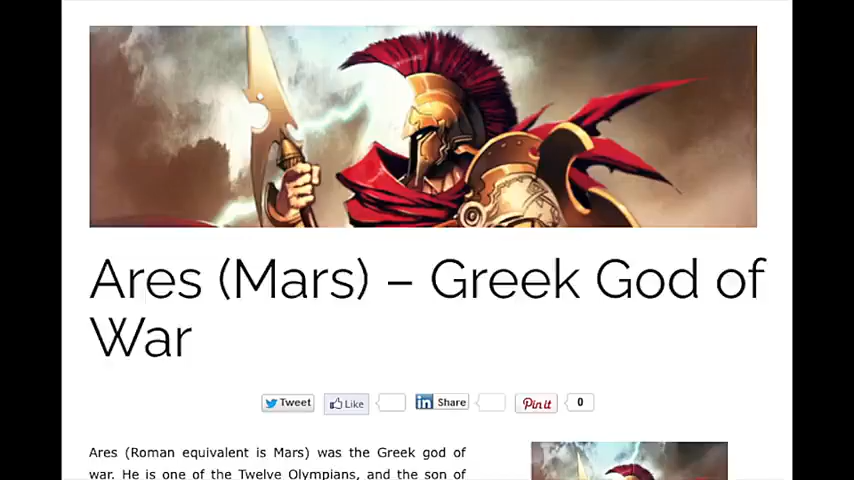 Ares (Mars) – Greek God of
War
Tweet Like Share Pin it 0
Ares (Roman equivalent is Mars) was the Greek god of
war. He is one of the Twelve Olympians, and the son of